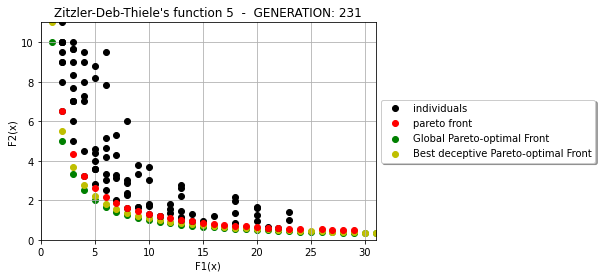 Zitzler-Deb-Thiele's function 5 - GENERATION: 231
10
8
6
4
2
0
F2(x)
0 5 10 15 20 25 30
F1(x)
individuals
pareto front
Global Pareto-optimal Front
Best deceptive Pareto-optimal Front